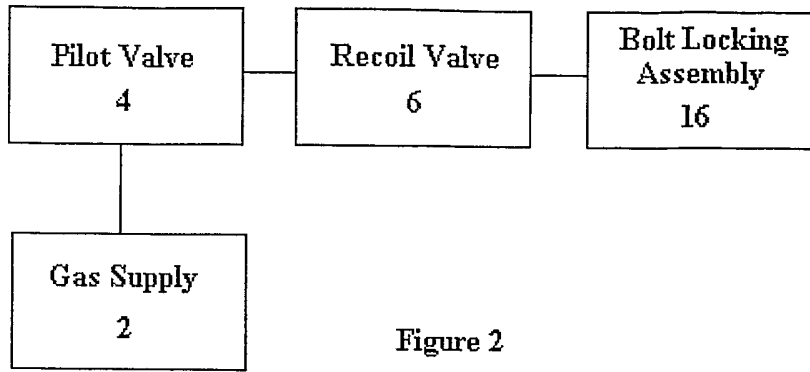 Pilot Valve
4
Recoil Valve
6
Bolt Locking
Assembly
16
Gas Supply
2
Figure 2